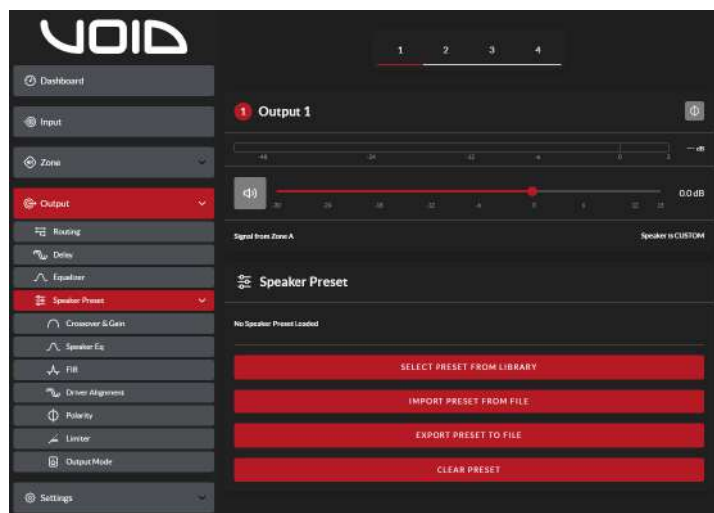 VOID
1 2 3 4
Dashboard
Input
Zone
Output
Routing
Delay
Equalizer
Speaker Preset
Crossover & Gain
Speaker Eq
FIR
Driver Alignment
Polarity
Limiter
Output Mode
Settings
1 Output 1
--- dB
0.0 dB
Signal from Zone A
Speaker is CUSTOM
Speaker Preset
No Speaker Preset Loaded
SELECT PRESET FROM LIBRARY
IMPORT PRESET FROM FILE
EXPORT PRESET TO FILE
CLEAR PRESET